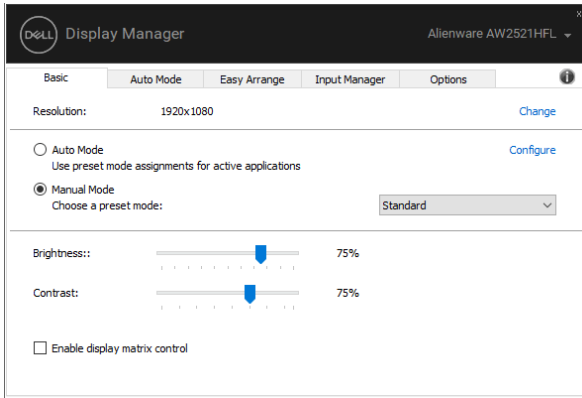 DELL Display Manager
Alienware AW2521HFL
x
Basic Auto Mode Easy Arrange Input Manager Options i
Resolution: 1920x1080 Change
Auto Mode Configure
Use preset mode assignments for active applications
Manual Mode
Choose a preset mode: Standard
Brightness:: 75%
Contrast: 75%
Enable display matrix control